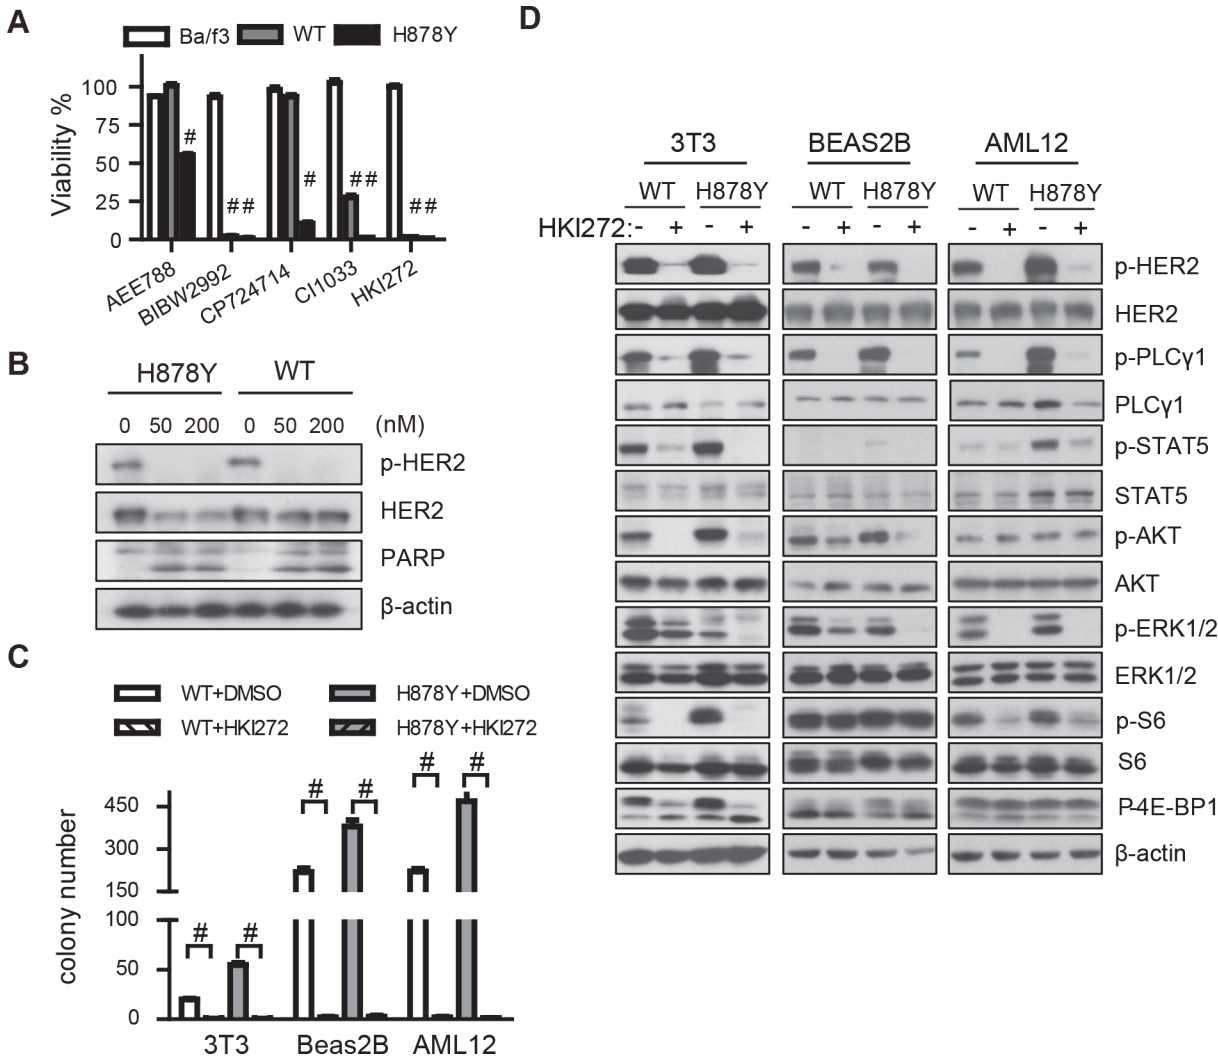 A
Ba/f3 WT H878Y
Viability %
100
75
50
25
0
#
# #
#
# #
# #
AEE788
BIBW2992
CP724714
CI1033
HKI272
B
H878Y WT
0 50 200 0 50 200 (nM)
p-HER2
HER2
PARP
β-actin
C
WT+DMSO H878Y+DMSO
WT+HKI272 H878Y+HKI272
colony number
450
300
150
100
50
0
# #
# #
# #
3T3 Beas2B AML12
D
3T3 BEAS2B AML12
WT H878Y WT H878Y WT H878Y
HKI272: - + - + - + - + - + - +
p-HER2
HER2
p-PLCγ1
PLCγ1
p-STAT5
STAT5
p-AKT
AKT
p-ERK1/2
ERK1/2
p-S6
S6
P-4E-BP1
β-actin